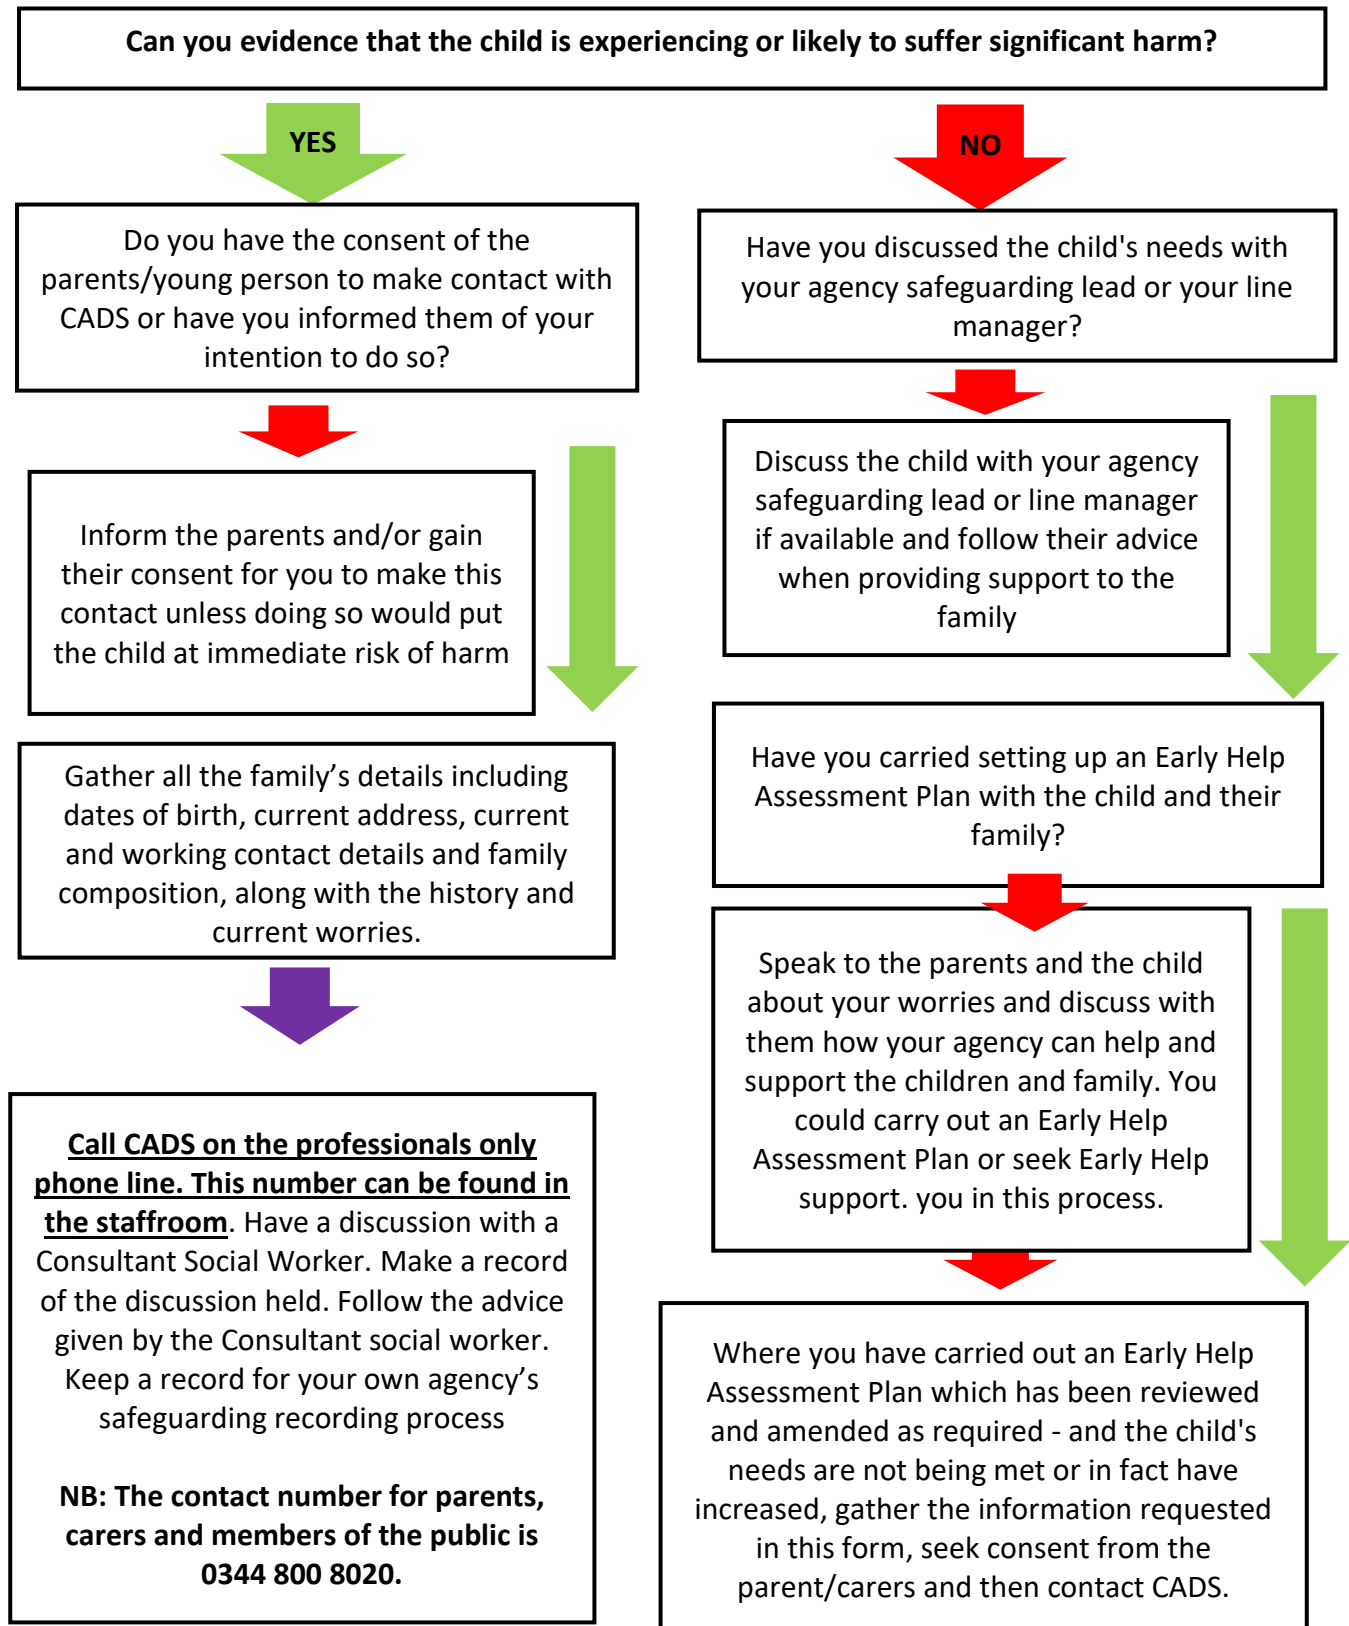 Can you evidence that the child is experiencing or likely to suffer significant harm?
YES
Do you have the consent of the
parents/young person to make contact with
CADS or have you informed them of your
intention to do so?
Inform the parents and/or gain
their consent for you to make this
contact unless doing so would put
the child at immediate risk of harm
Gather all the family’s details including
dates of birth, current address, current
and working contact details and family
composition, along with the history and
current worries.
Call CADS on the professionals only
phone line. This number can be found in
the staffroom. Have a discussion with a
Consultant Social Worker. Make a record
of the discussion held. Follow the advice
given by the Consultant social worker.
Keep a record for your own agency’s
safeguarding recording process
NB: The contact number for parents,
carers and members of the public is
0344 800 8020.
NO
Have you discussed the child's needs with
your agency safeguarding lead or your line
manager?
Discuss the child with your agency
safeguarding lead or line manager
if available and follow their advice
when providing support to the
family
Have you carried setting up an Early Help
Assessment Plan with the child and their
family?
Speak to the parents and the child
about your worries and discuss with
them how your agency can help and
support the children and family. You
could carry out an Early Help
Assessment Plan or seek Early Help
support. you in this process.
Where you have carried out an Early Help
Assessment Plan which has been reviewed
and amended as required - and the child's
needs are not being met or in fact have
increased, gather the information requested
in this form, seek consent from the
parent/carers and then contact CADS.